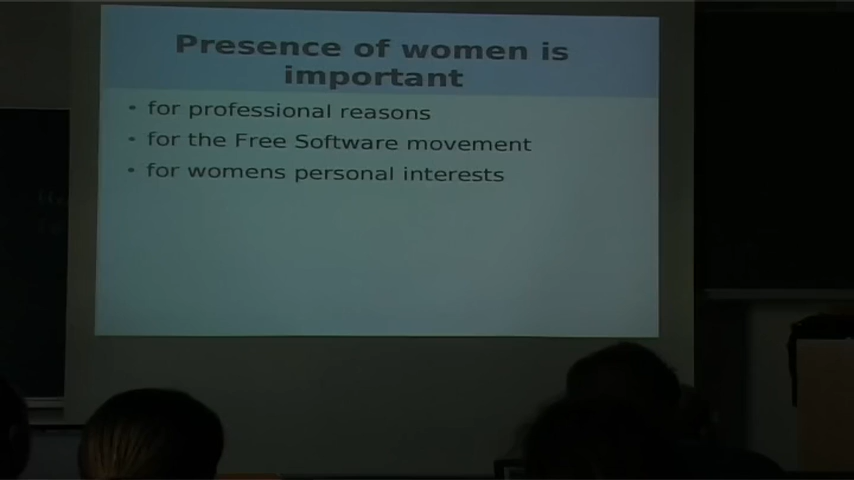 Presence of women is
important
• for professional reasons
• for the Free Software movement
• for womens personal interests